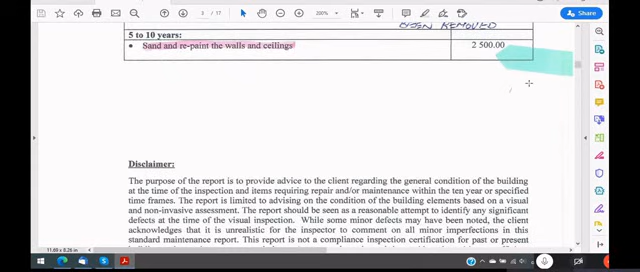 BEEN REMOVED
5 to 10 years:
• Sand and re-paint the walls and ceilings 2 500.00
3 / 17
Disclaimer:
The purpose of the report is to provide advice to the client regarding the general condition of the building
at the time of the inspection and items requiring repair and/or maintenance within the ten year or specified
time frames. The report is limited to advising on the condition of the building elements based on a visual
and non-invasive assessment. The report should be seen as a reasonable attempt to identify any significant
defects at the time of the visual inspection. While some minor defects may have been noted, the client
acknowledges that it is unrealistic for the inspector to comment on all minor imperfections in this
standard maintenance report. This report is not a compliance inspection certification for past or present
11.69 x 8.26 in